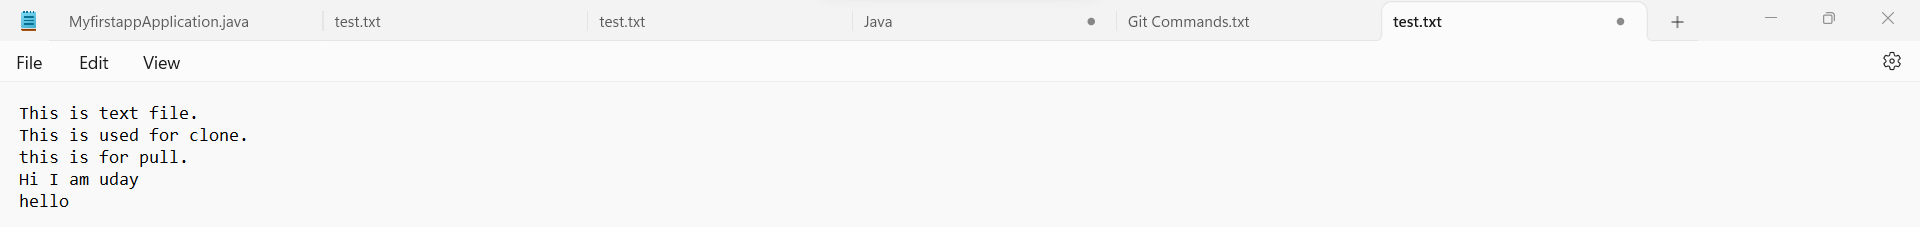 MyfirstappApplication.java test.txt test.txt Java Git Commands.txt test.txt
File Edit View
This is text file.
This is used for clone.
this is for pull.
Hi I am uday
hello